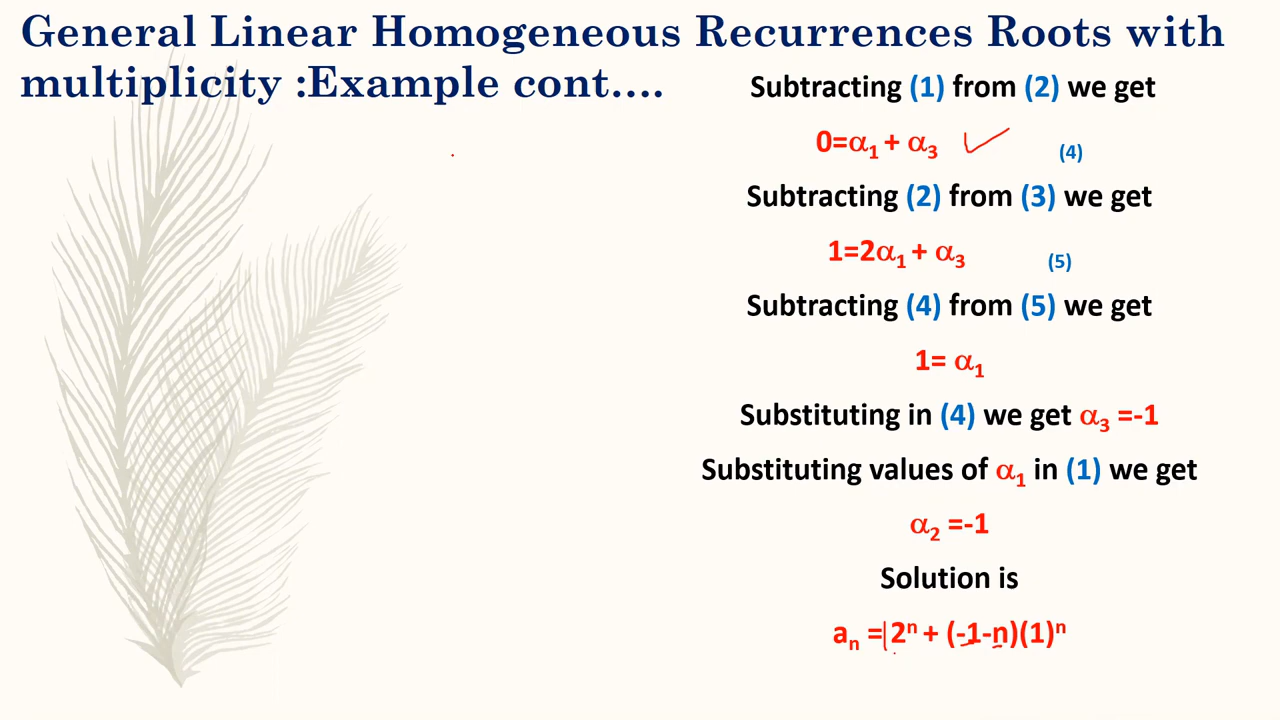 General Linear Homogeneous Recurrences Roots with
multiplicity :Example cont....
Subtracting (1) from (2) we get
0=α₁ + α₃ (4)
Subtracting (2) from (3) we get
1=2α₁ + α₃ (5)
Subtracting (4) from (5) we get
1= α₁
Substituting in (4) we get α₃ =-1
Substituting values of α₁ in (1) we get
α₂ =-1
Solution is
aₙ = 2ⁿ + (-1-n)(1)ⁿ